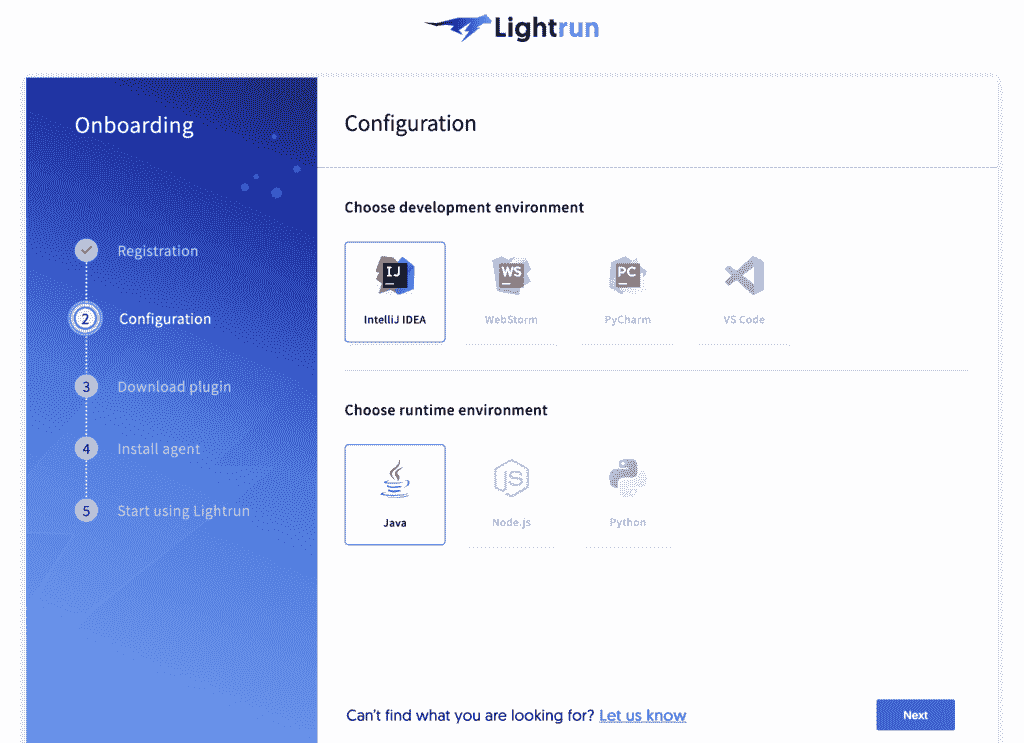 Lightrun
Onboarding
Registration
2 Configuration
3 Download plugin
4 Install agent
5 Start using Lightrun
Configuration
Choose development environment
IJ WS PC
IntelliJ IDEA WebStorm PyCharm VS Code
Choose runtime environment
JS
Java Node.js Python
Can't find what you are looking for? Let us know
Next